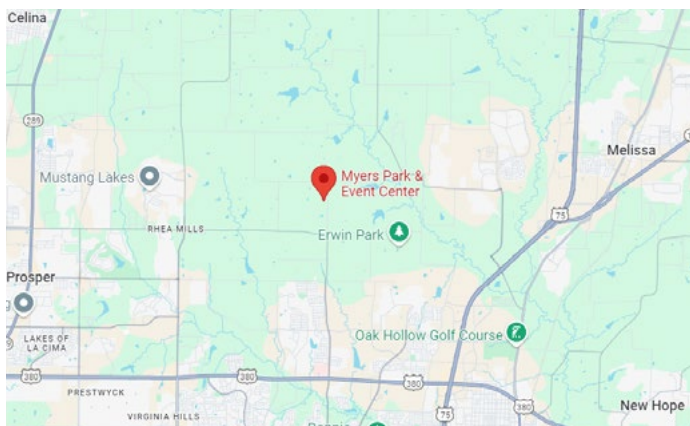 Celina
289
Melissa
Mustang Lakes
Myers Park &
Event Center
75
RHEA MILLS
Erwin Park
Prosper
Oak Hollow Golf Course
LAKES OF
LA CIMA
380
380
380
PRESTWYCK
VIRGINIA HILLS
75
380
New Hope